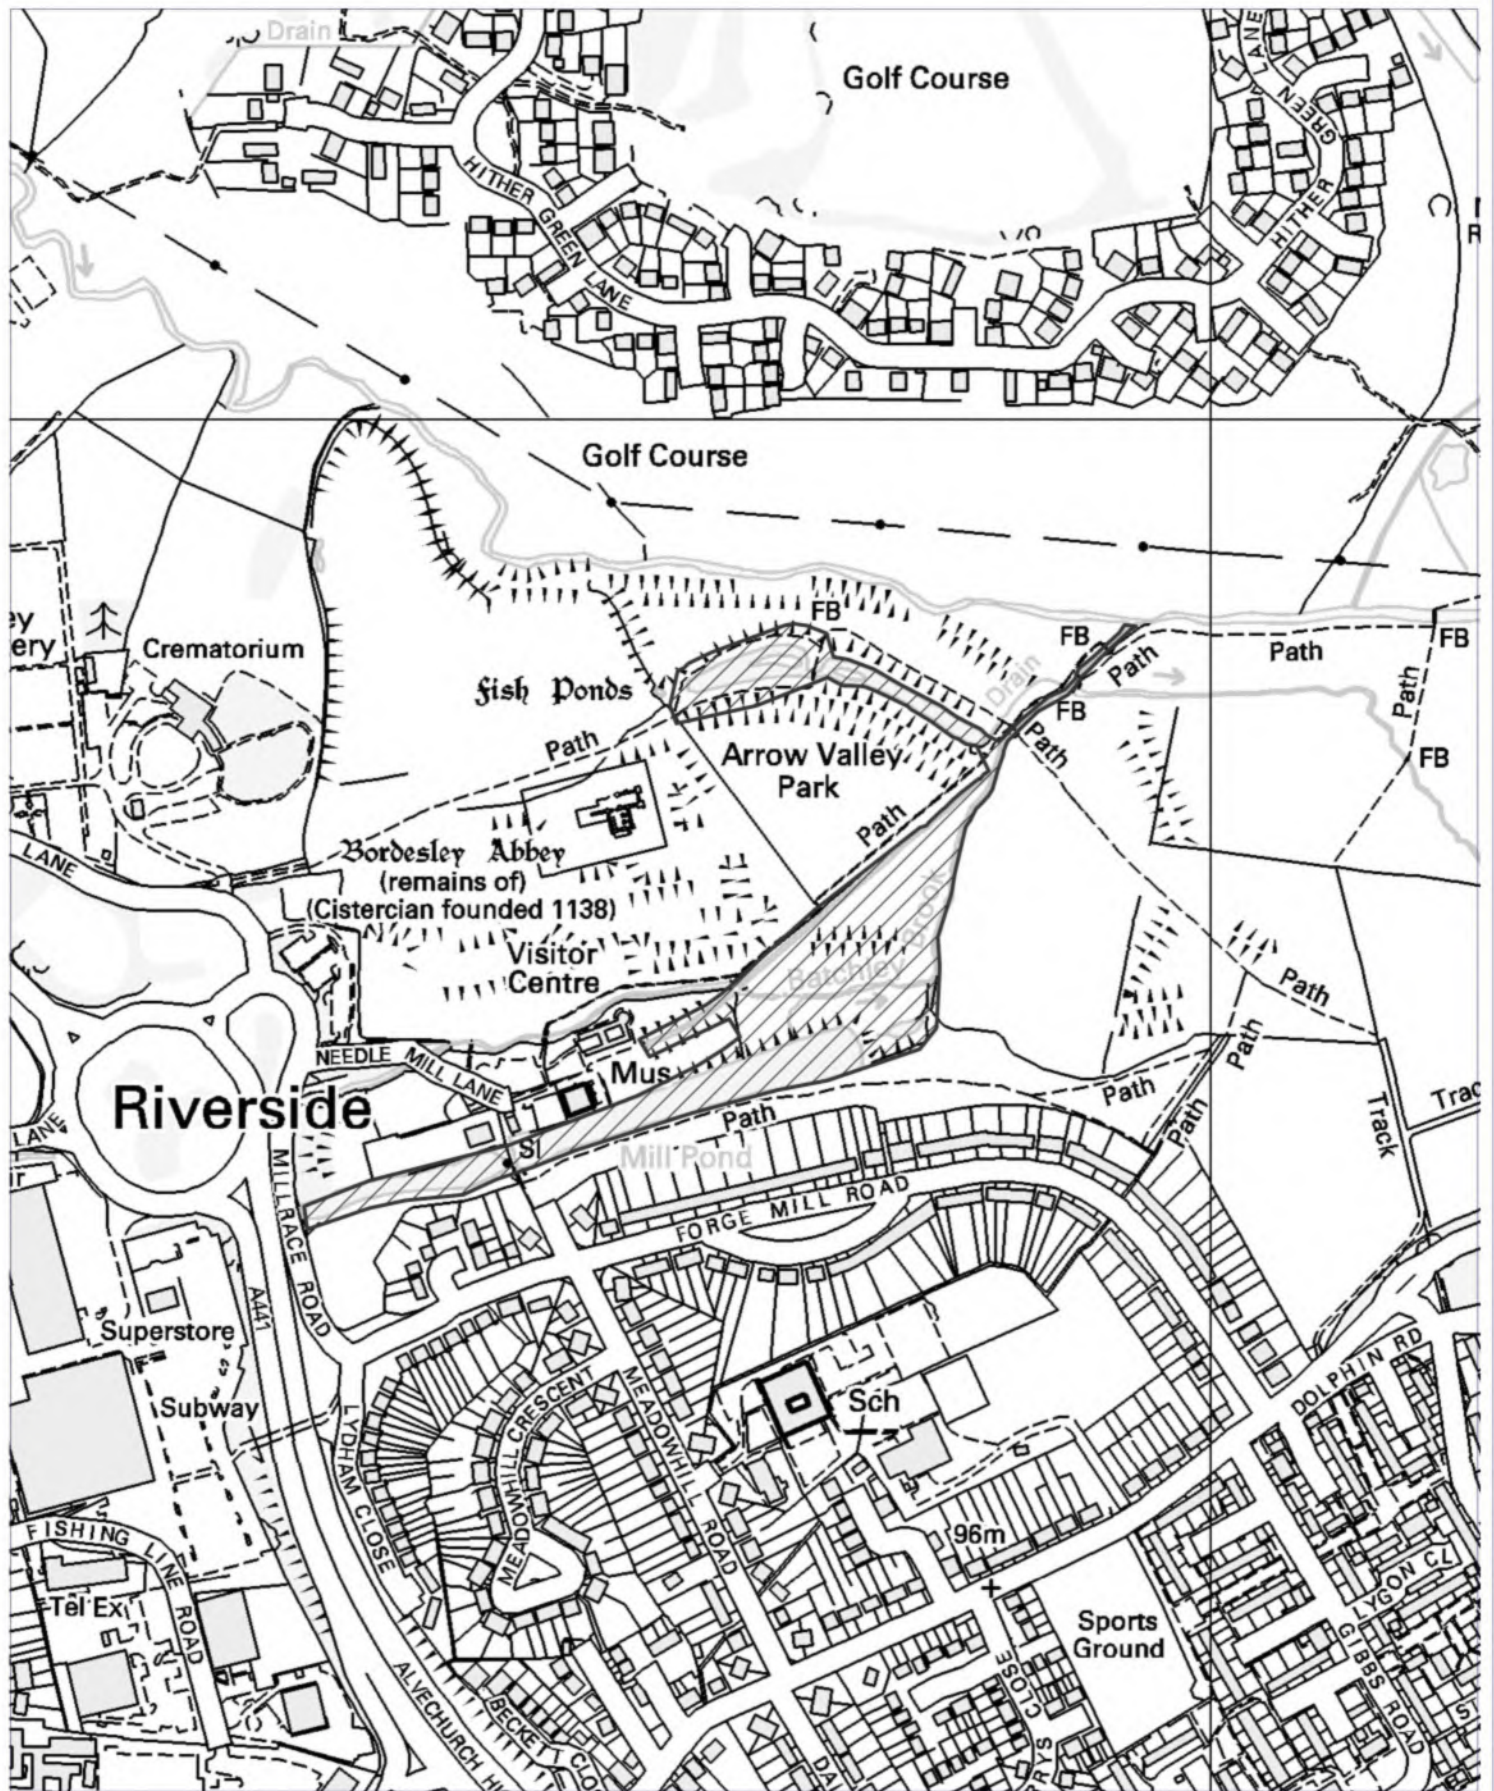 Drain
Golf Course
GREEN LANE
HITHER
HITHER GREEN LANE
Golf Course
FB
FB
Path
Path
FB
Crematorium
Fish Ponds
Drain
FB
Path
Path
Path
Arrow Valley
Park
FB
Path
LANE
Bordesley Abbey
(remains of)
(Cistercian founded 1138)
Brook
Visitor
Centre
Batchley
Path
NEEDLE MILL LANE
Mus
Path
Riverside
Path
Path
Path
Track
LANE
Sl
Mill Pond
MILLRACE ROAD
FORGE MILL ROAD
A441
Superstore
Subway
DOLPHIN RD
MEADOWHILL CRESCENT
MEADOWHILL ROAD
Sch
LYDHAM CLOSE
FISHING LINE ROAD
96m
LYGON CL
Tel Ex
Sports
Ground
GIBBS ROAD
CLOSE
ALVECHURCH
BECKETT